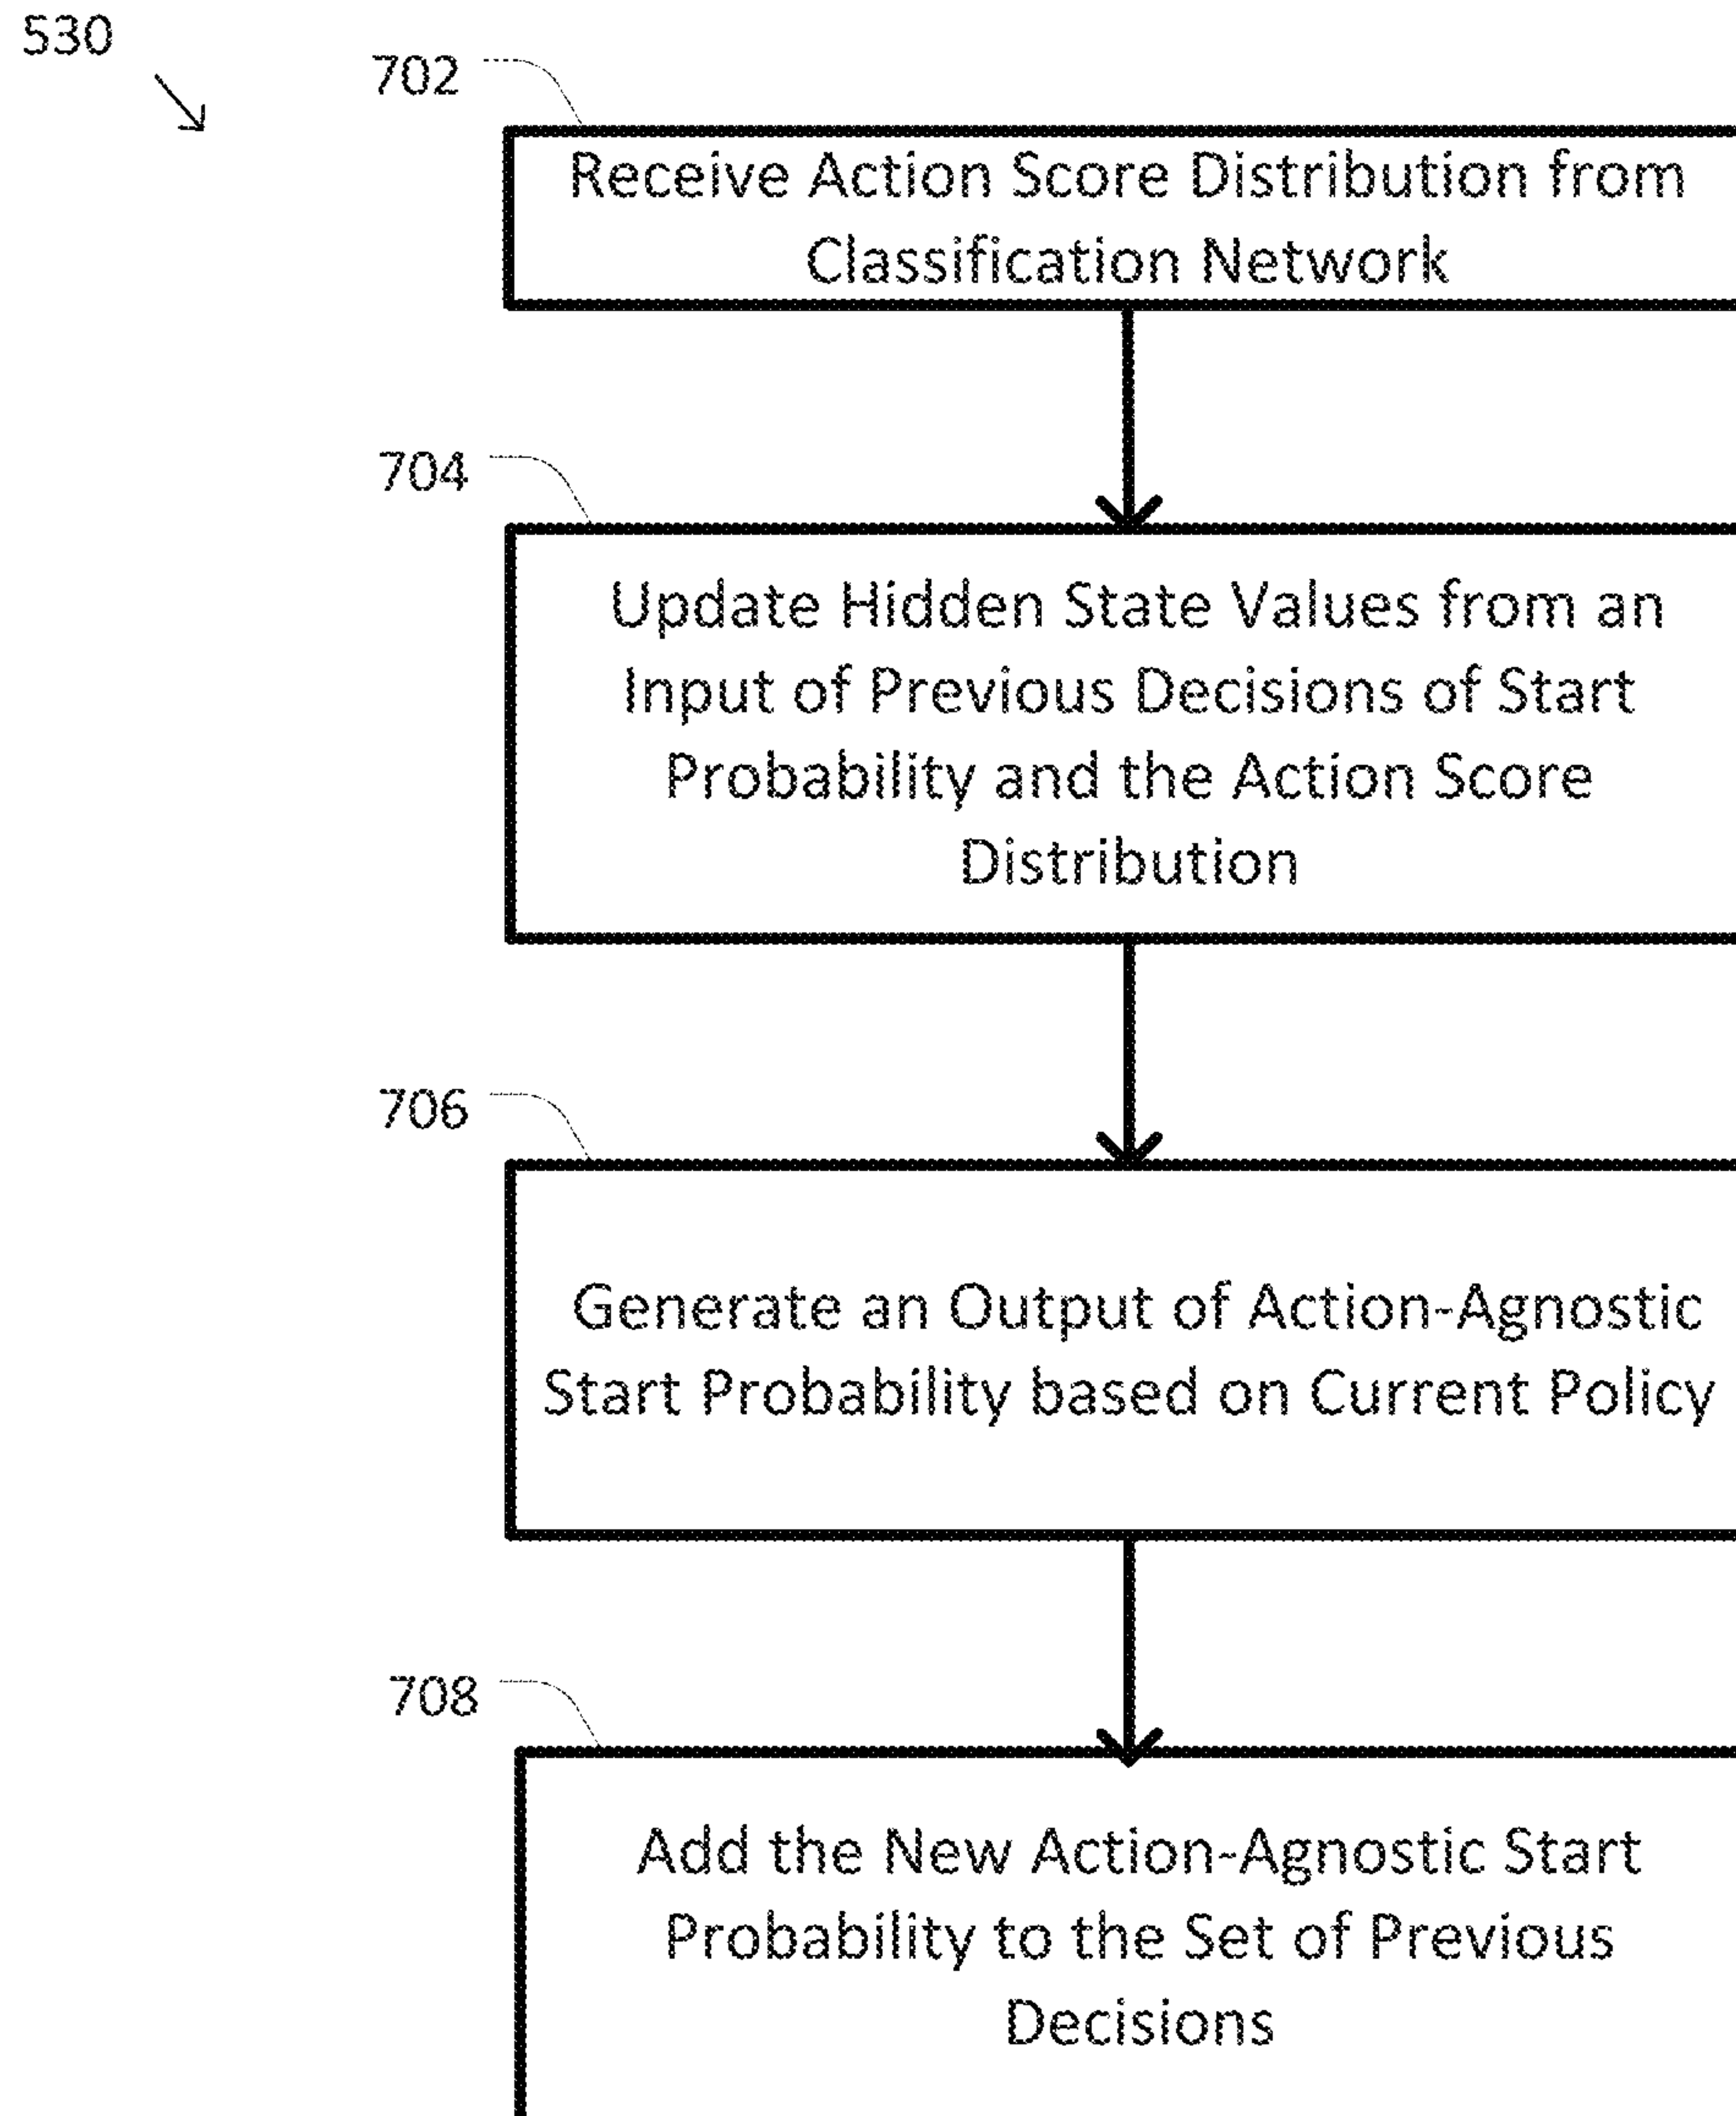 530
702
Receive Action Score Distribution from
Classification Network
704
Update Hidden State Values from an
Input of Previous Decisions of Start
Probability and the Action Score
Distribution
706
Generate an Output of Action-Agnostic
Start Probability based on Current Policy
708
Add the New Action-Agnostic Start
Probability to the Set of Previous
Decisions